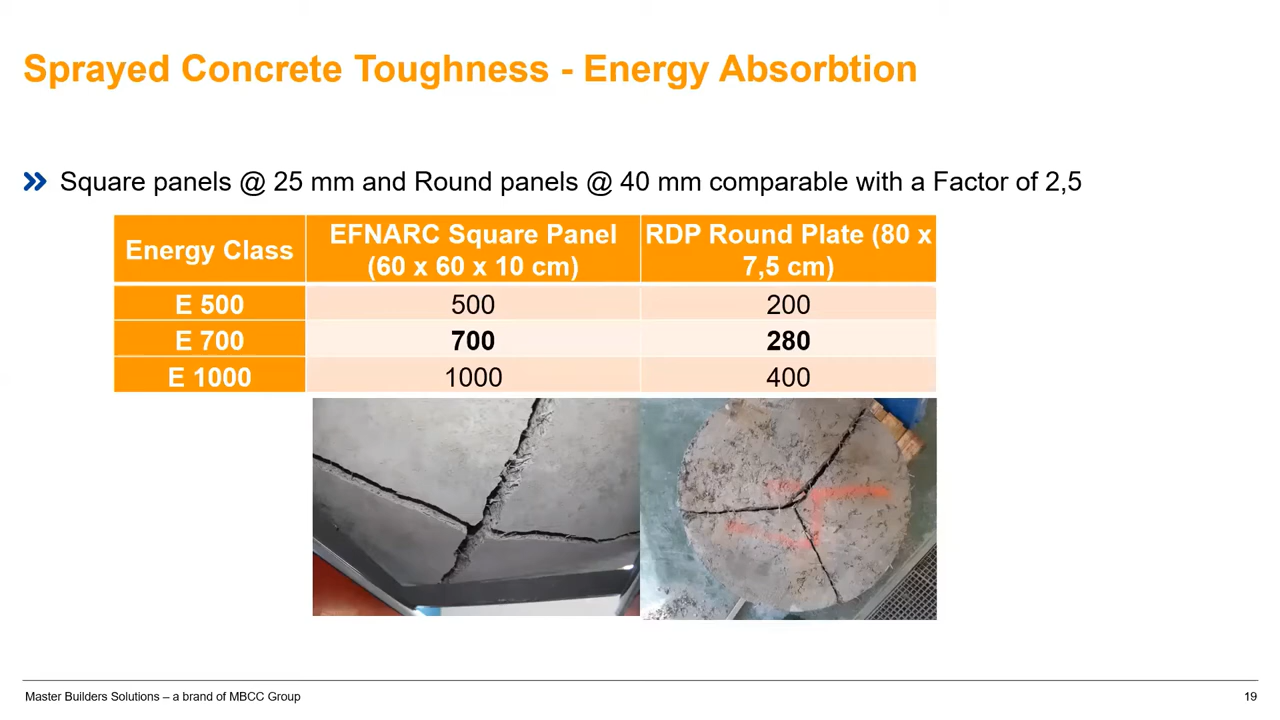 Sprayed Concrete Toughness - Energy Absorbtion
Square panels @ 25 mm and Round panels @ 40 mm comparable with a Factor of 2,5
Energy Class
EFNARC Square Panel
(60 x 60 x 10 cm)
RDP Round Plate (80 x
7,5 cm)
E 500
500
200
E 700
700
280
E 1000
1000
400
Master Builders Solutions – a brand of MBCC Group
19